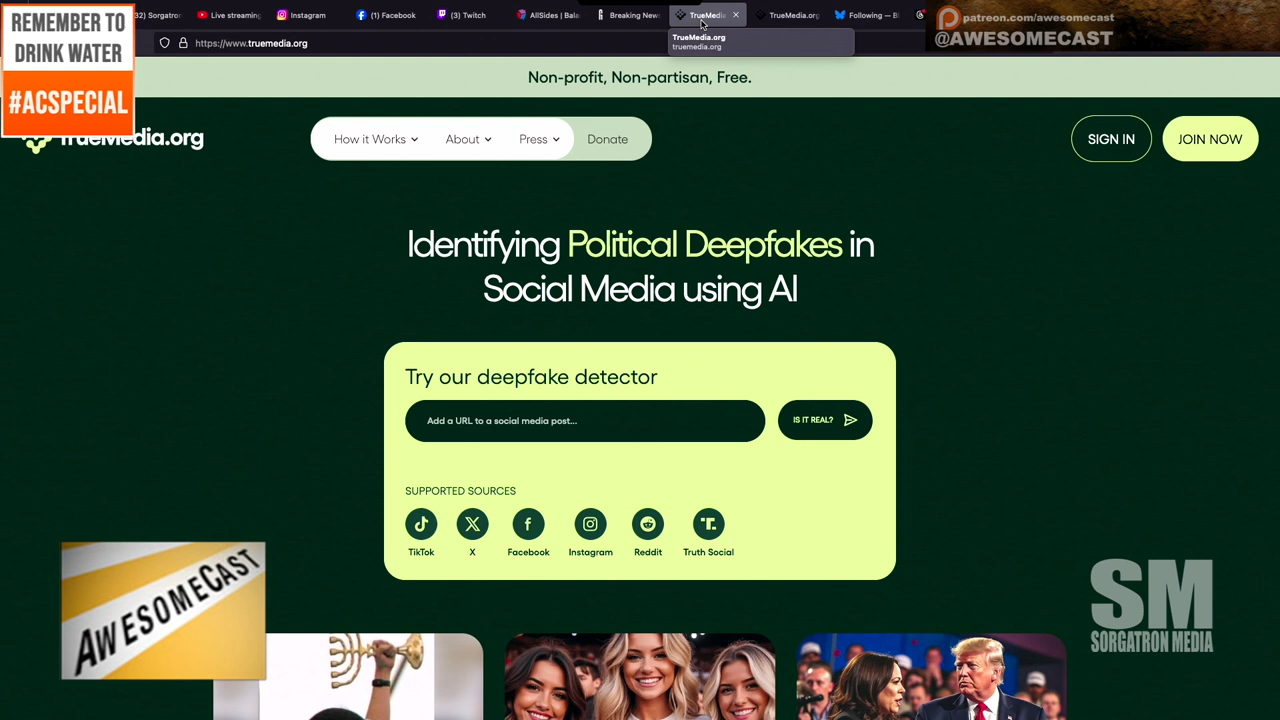 (32) Sorgatron
Live streaming
Instagram
(1) Facebook
(3) Twitch
AllSides | Bala
Breaking News
TrueMedia
TrueMedia.org
Following — Bl
https://www.truemedia.org
TrueMedia.org
truemedia.org
patreon.com/awesomecast
@AWESOMECAST
REMEMBER TO
DRINK WATER
#ACSPECIAL
Non-profit, Non-partisan, Free.
TrueMedia.org
How it Works
About
Press
Donate
SIGN IN
JOIN NOW
Identifying Political Deepfakes in
Social Media using AI
Try our deepfake detector
Add a URL to a social media post...
IS IT REAL?
SUPPORTED SOURCES
TikTok
X
Facebook
Instagram
Reddit
Truth Social
AWESOMECAST
SM
SORGATRON MEDIA